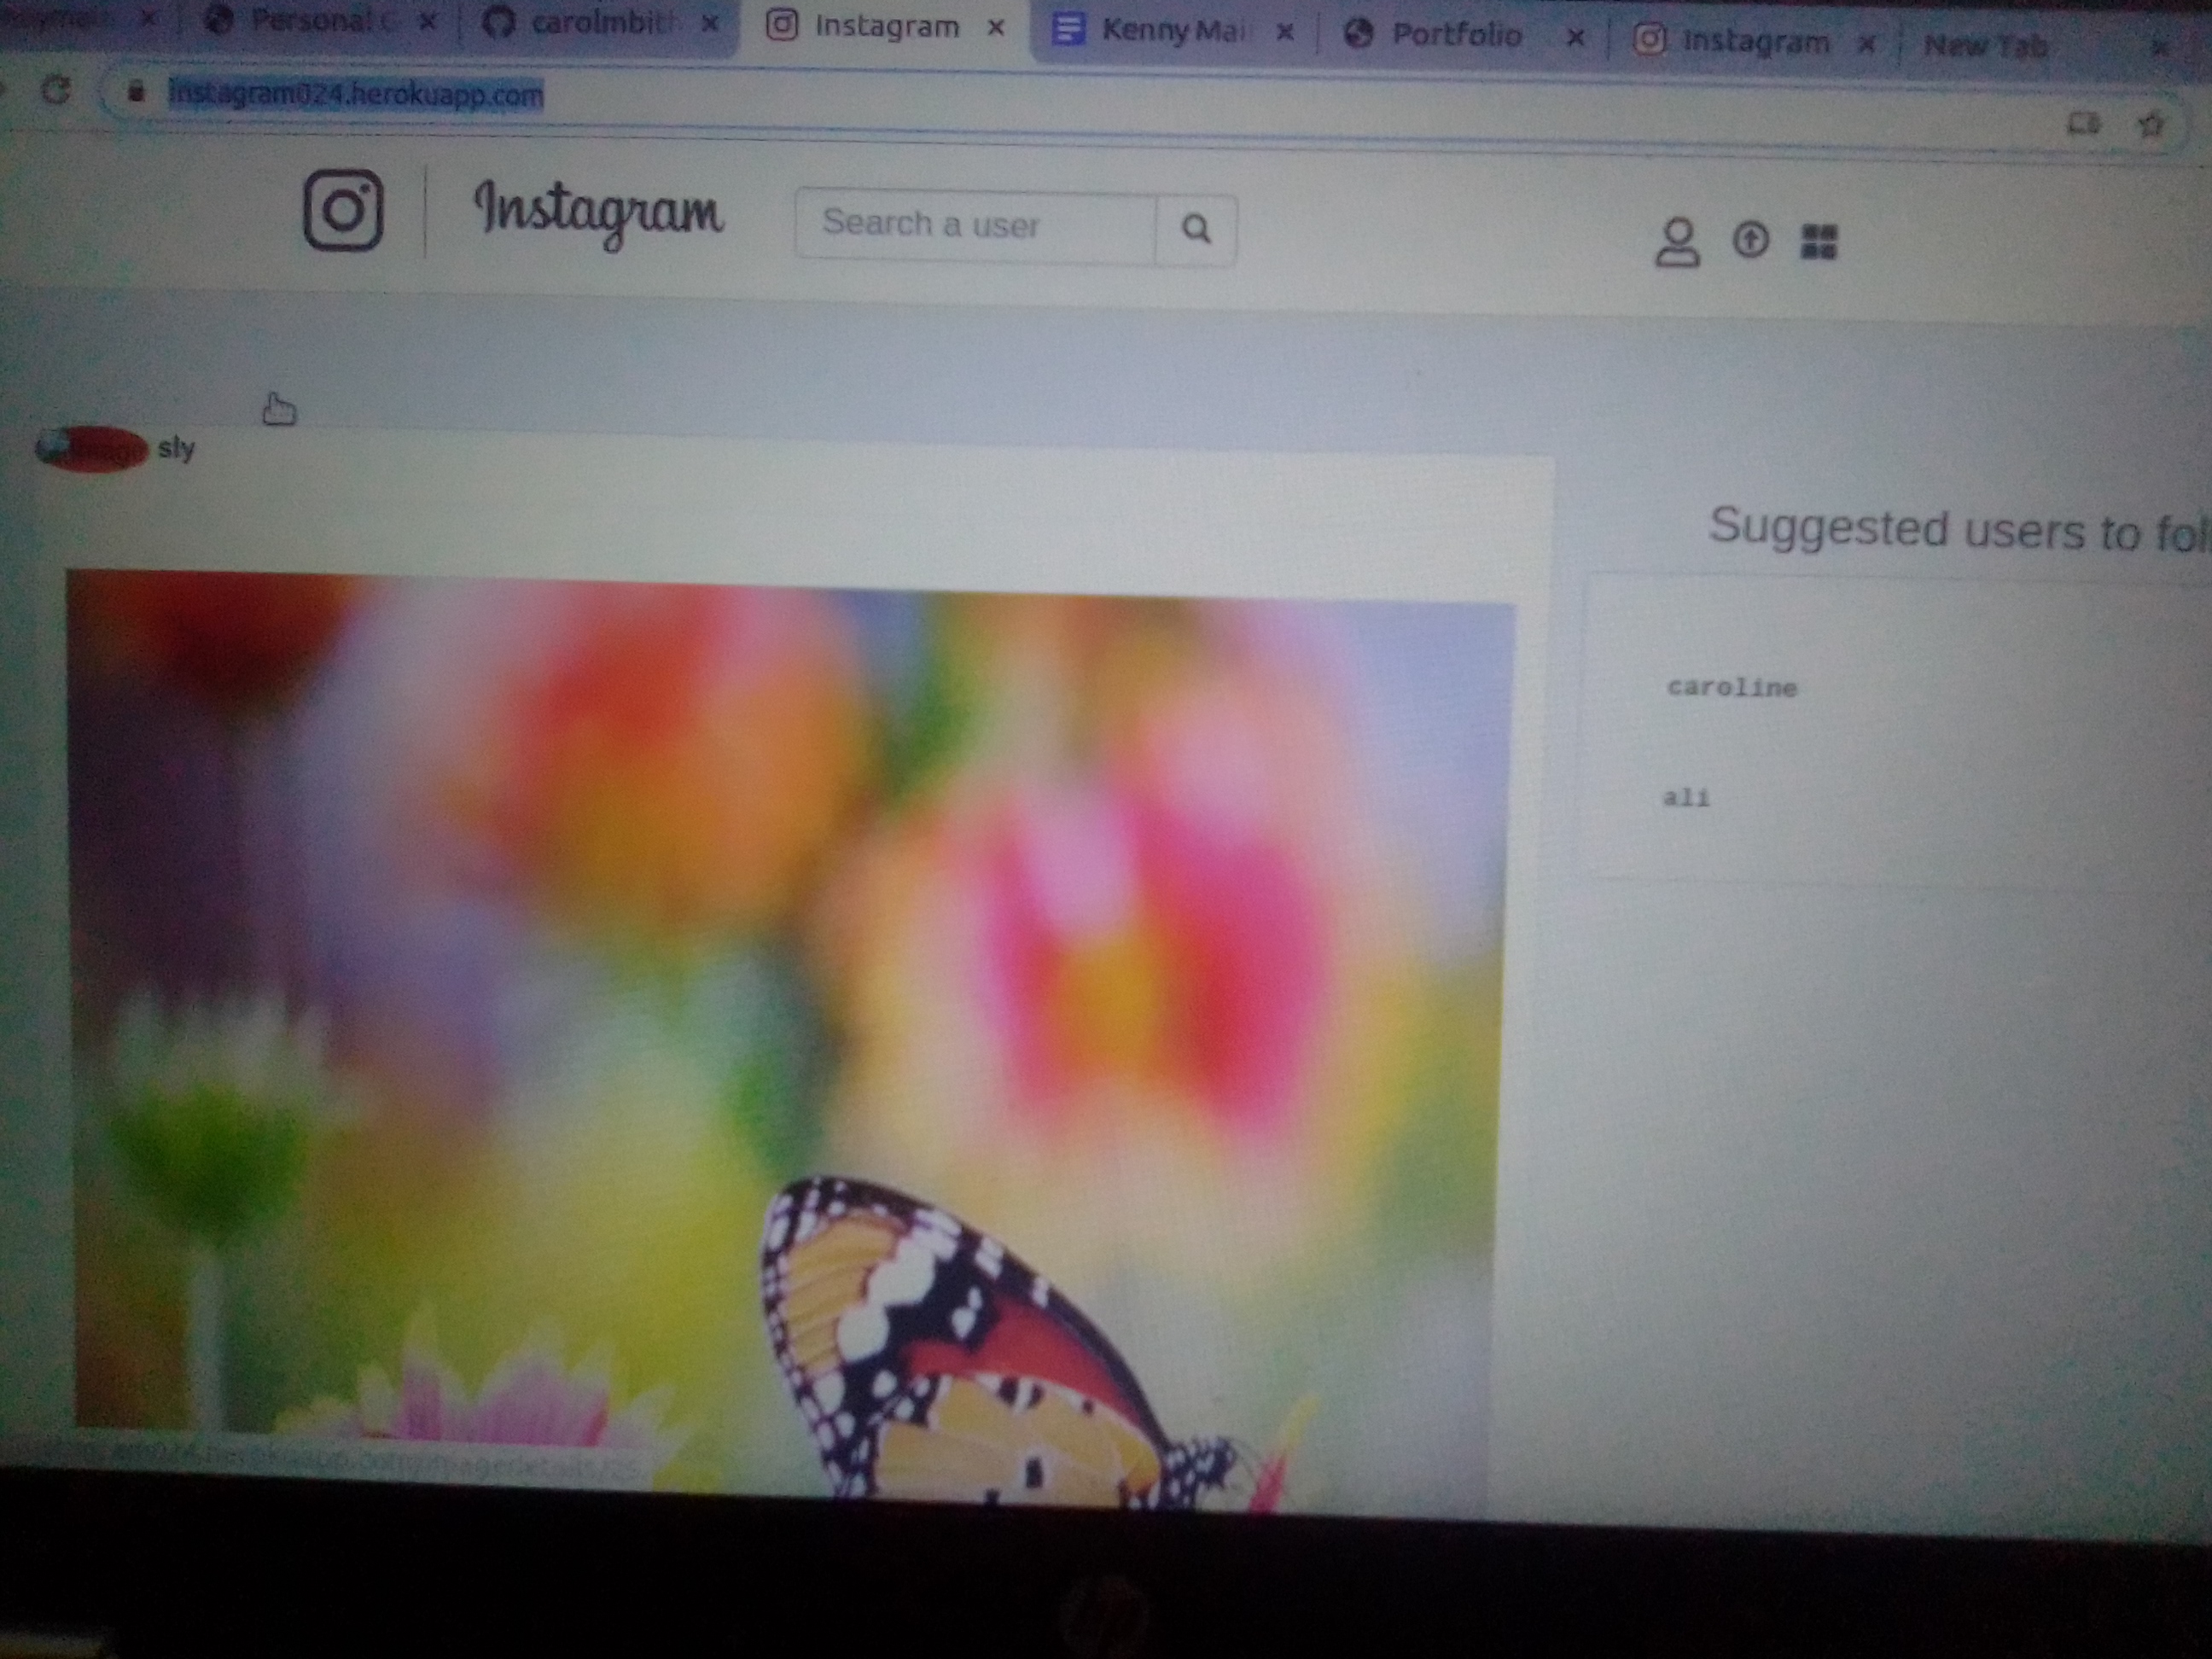 Personal C
carolmbith
Instagram
Kenny Mai
Portfolio
Instagram
New Tab
instagram024.herokuapp.com
Instagram
Search a user
sly
Suggested users to fol
caroline
ali